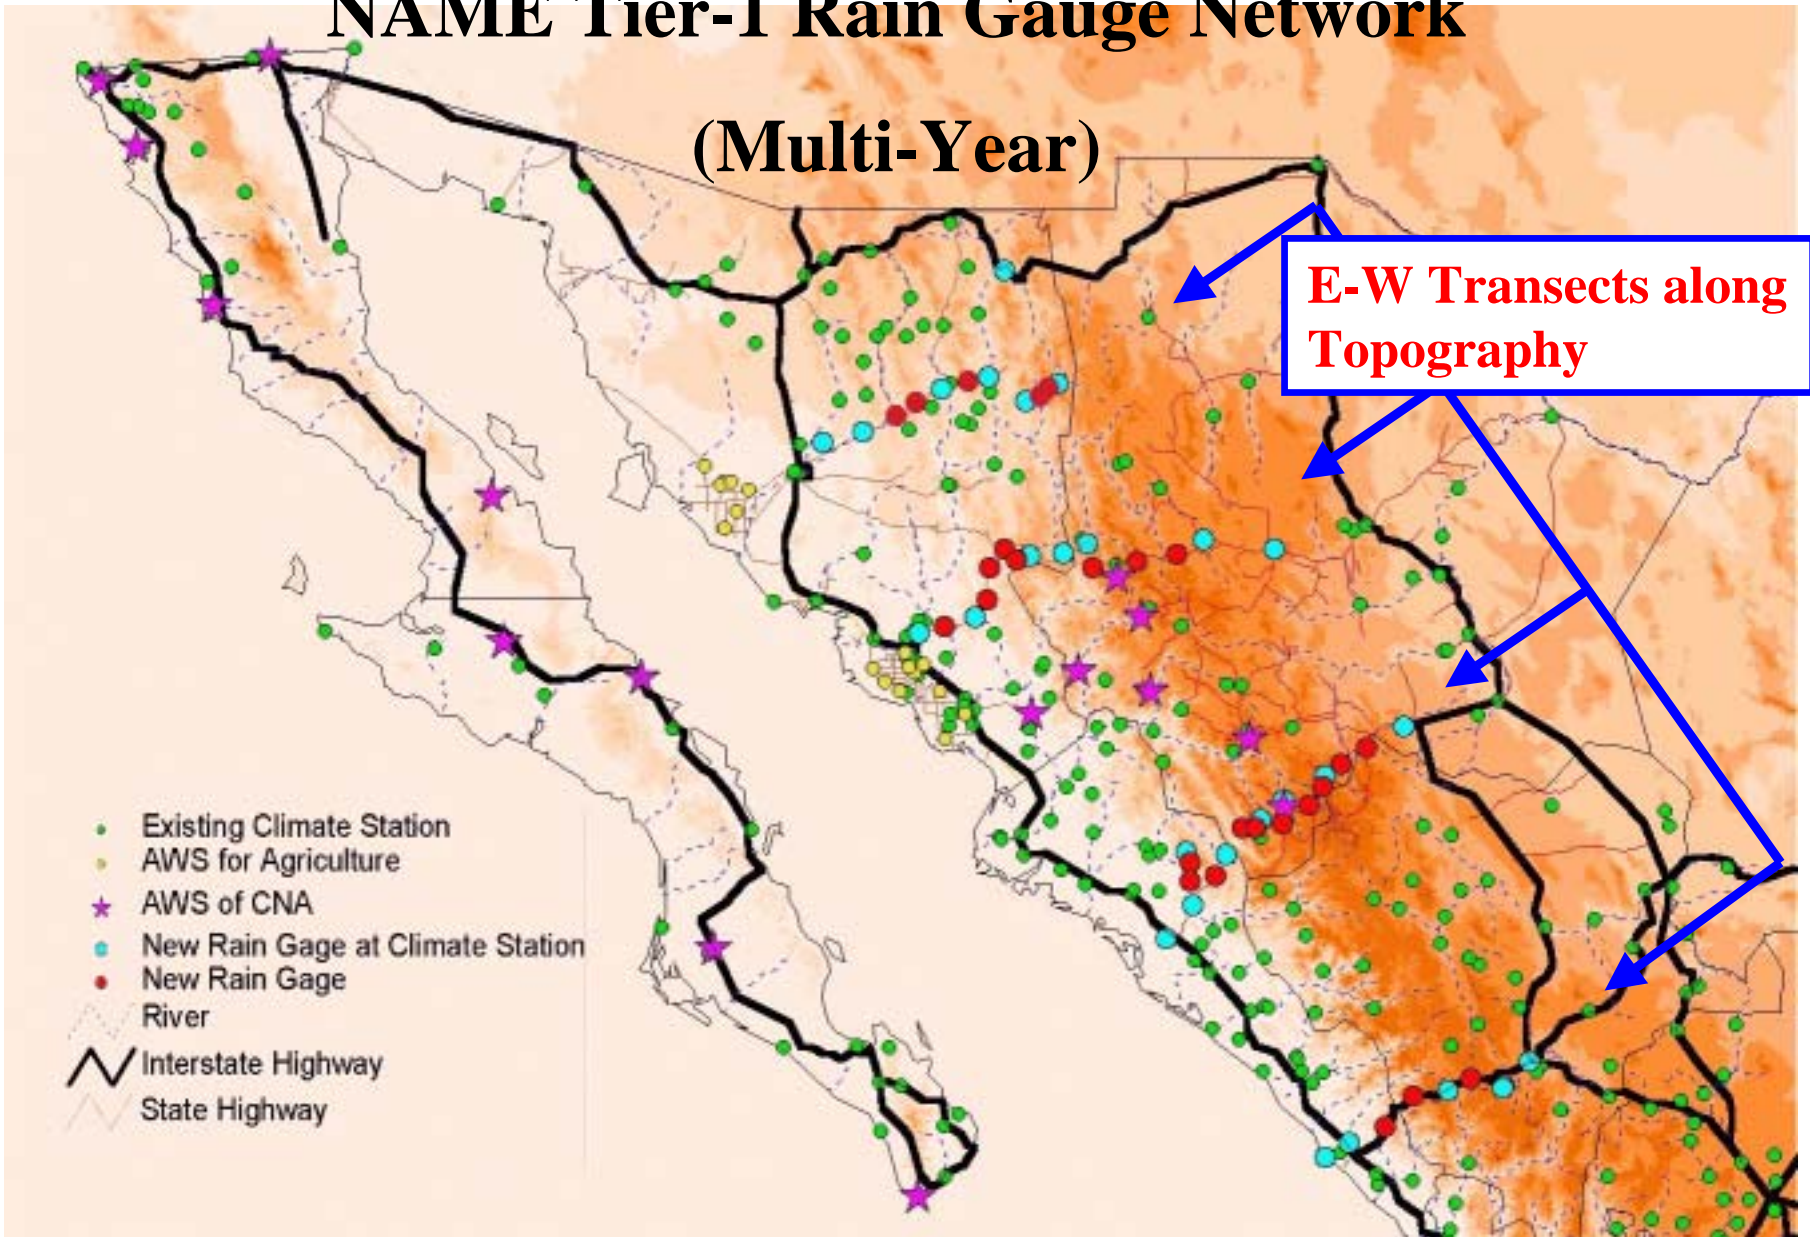 NAME Tier-1 Rain Gauge Network
(Multi-Year)
E-W Transects along
Topography
Existing Climate Station
AWS for Agriculture
AWS of CNA
New Rain Gage at Climate Station
New Rain Gage
River
Interstate Highway
State Highway